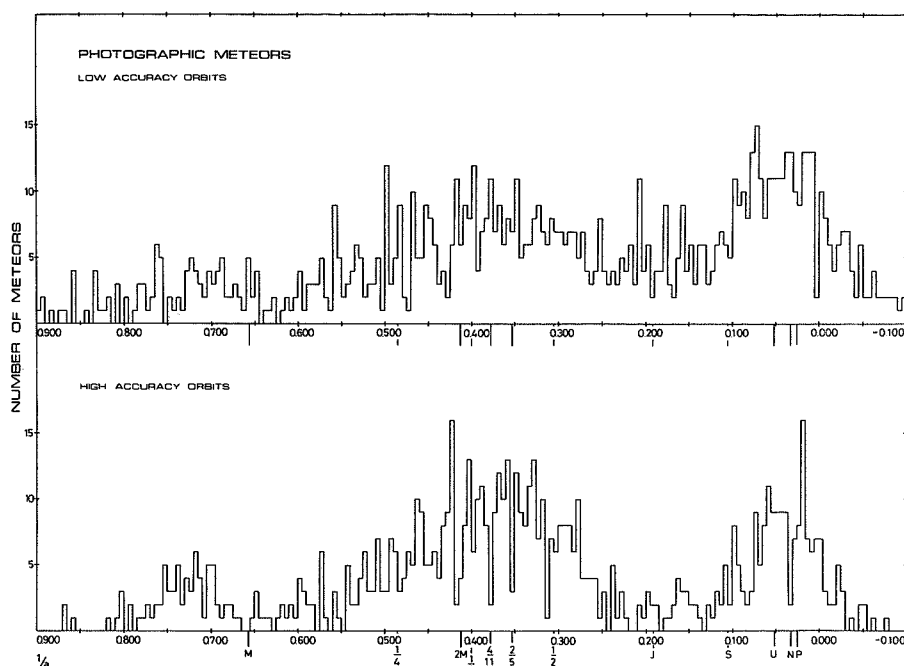 PHOTOGRAPHIC METEORS
LOW ACCURACY ORBITS
NUMBER OF METEORS
15
10
5
0.900 0.800 0.700 0.600 0.500 0.400 0.300 0.200 0.100 0.000 -0.100
HIGH ACCURACY ORBITS
15
10
5
0.900 0.800 0.700 0.600 0.500 0.400 0.300 0.200 0.100 0.000 -0.100
1/a M 1/4 2M 1/3 4/11 2/5 1/2 J S U N P